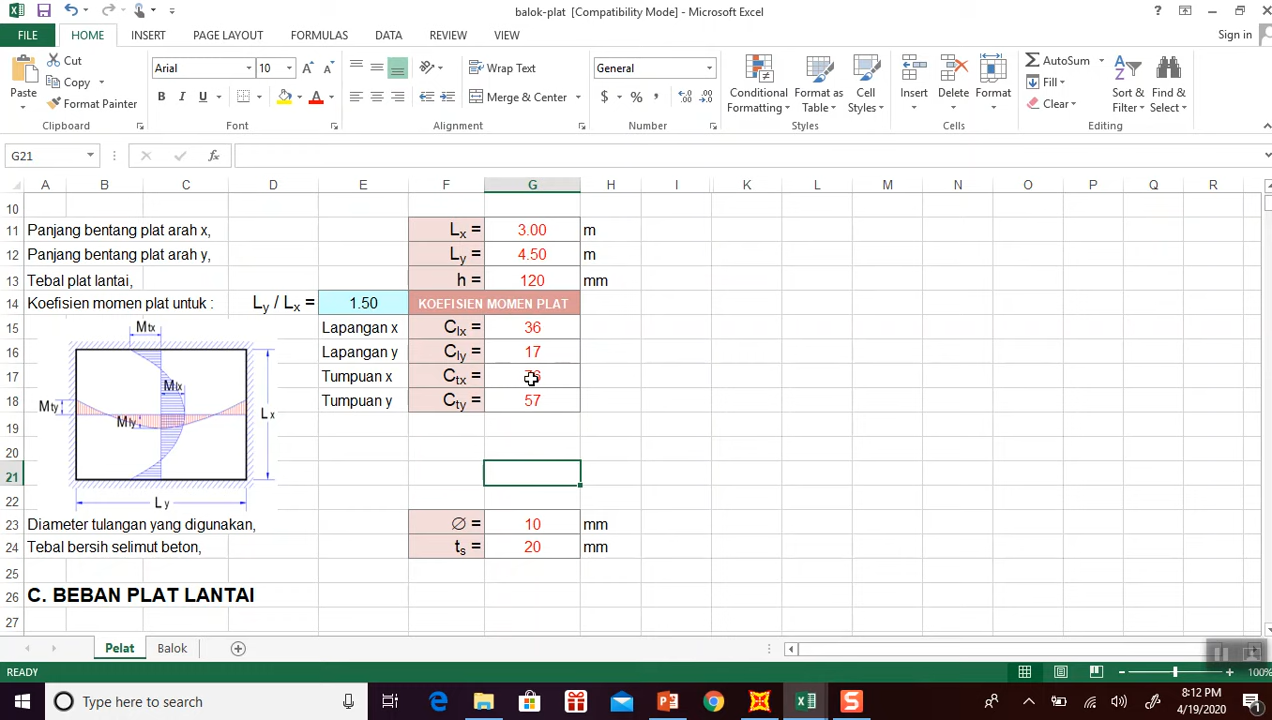 balok-plat [Compatibility Mode] - Microsoft Excel
FILE HOME INSERT PAGE LAYOUT FORMULAS DATA REVIEW VIEW Sign in
Paste Cut Copy Format Painter
Clipboard
Arial 10
B I U
Font
Wrap Text
Merge & Center
Alignment
General
$ % ,
Number
Conditional Formatting
Format as Table
Cell Styles
Styles
Insert Delete Format
Cells
AutoSum
Fill
Clear
Sort & Filter
Find & Select
Editing
G21 fx
A B C D E F G H I K L M N O P Q R
10
11 Panjang bentang plat arah x, Lx = 3.00 m
12 Panjang bentang plat arah y, Ly = 4.50 m
13 Tebal plat lantai, h = 120 mm
14 Koefisien momen plat untuk : Ly / Lx = 1.50 KOEFISIEN MOMEN PLAT
15 Lapangan x Clx = 36
16 Lapangan y Cly = 17
17 Tumpuan x Ctx =
18 Tumpuan y Cty = 57
Mtx
Mlx
Mty
Mly
L x
L y
19
20
21
22
23 Diameter tulangan yang digunakan, ∅ = 10 mm
24 Tebal bersih selimut beton, ts = 20 mm
25
26 C. BEBAN PLAT LANTAI
27
Pelat Balok
READY 100%
Type here to search
8:12 PM
4/19/2020